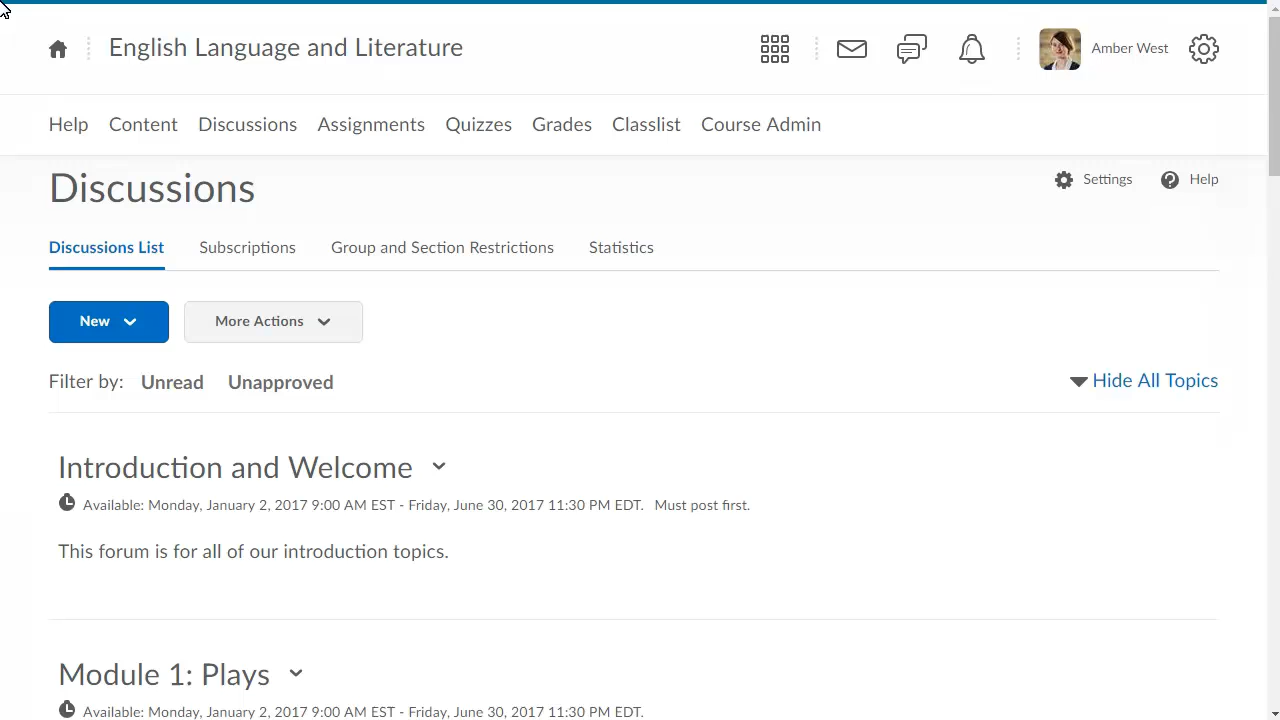 English Language and Literature
Amber West
Help Content Discussions Assignments Quizzes Grades Classlist Course Admin
Discussions
Settings Help
Discussions List Subscriptions Group and Section Restrictions Statistics
New More Actions
Filter by: Unread Unapproved Hide All Topics
Introduction and Welcome
Available: Monday, January 2, 2017 9:00 AM EST - Friday, June 30, 2017 11:30 PM EDT. Must post first.
This forum is for all of our introduction topics.
Module 1: Plays
Available: Monday, January 2, 2017 9:00 AM EST - Friday, June 30, 2017 11:30 PM EDT.